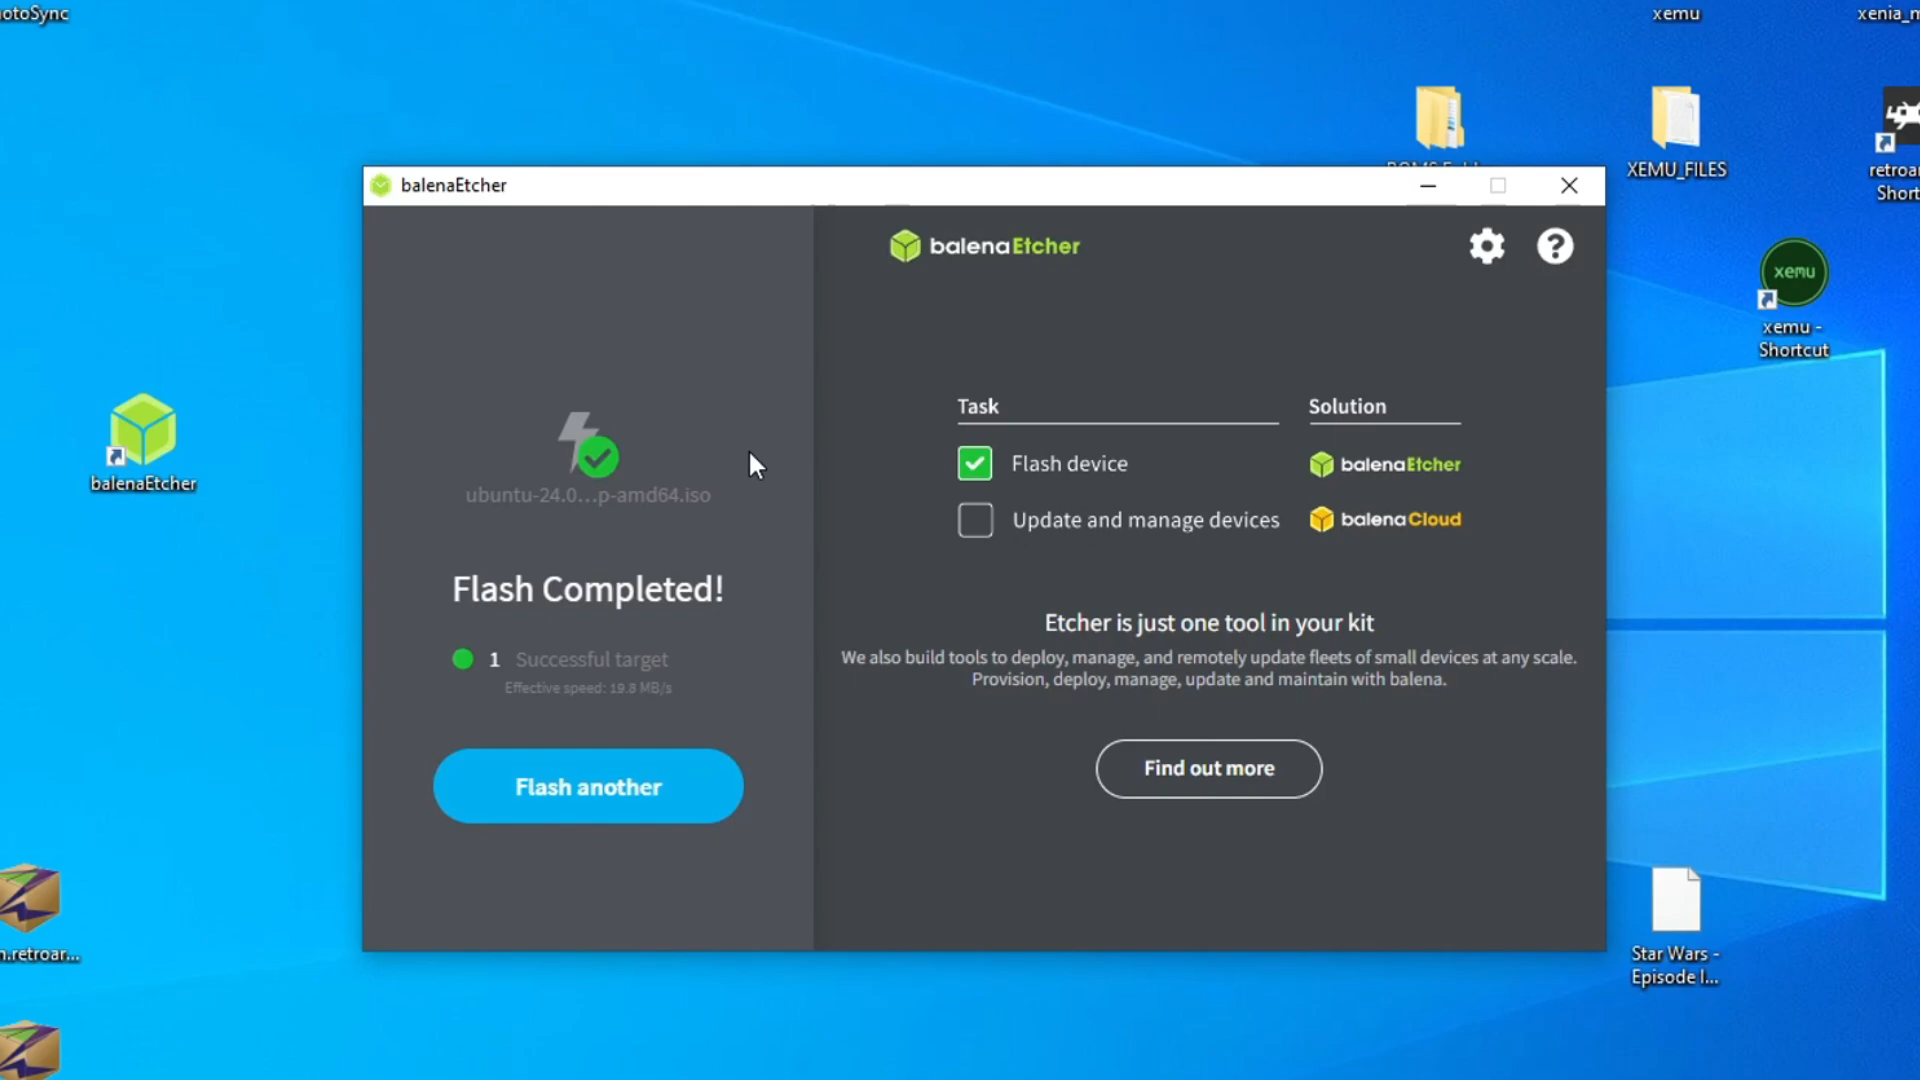 otoSync
xemu
xenia_m
XEMU_FILES
retroar
Short
balenaEtcher
balenaEtcher
xemu
xemu -
Shortcut
balenaEtcher
Task
Solution
Flash device
balenaEtcher
Update and manage devices
balenaCloud
ubuntu-24.0...p-amd64.iso
Flash Completed!
1 Successful target
Effective speed: 19.8 MB/s
Flash another
Etcher is just one tool in your kit
We also build tools to deploy, manage, and remotely update fleets of small devices at any scale.
Provision, deploy, manage, update and maintain with balena.
Find out more
n.retroar...
Star Wars -
Episode I...